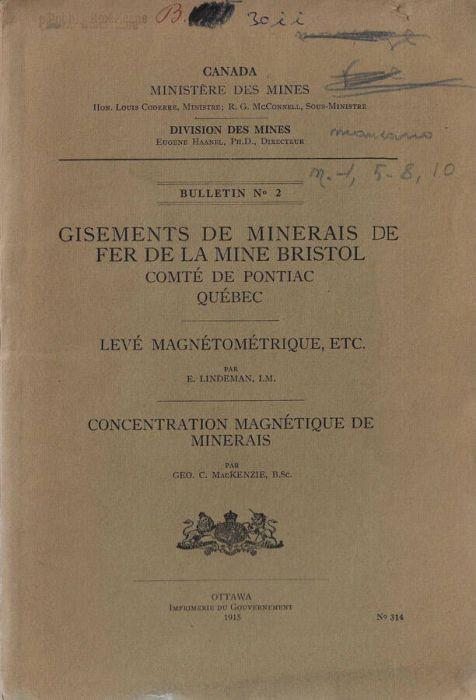 B. 30ii
CANADA
MINISTÈRE DES MINES
Hon. Louis Coderre, Ministre; R. G. McConnell, Sous-Ministre
DIVISION DES MINES
Eugene Haanel, Ph.D., Directeur
n.-1, 5-8, 10
BULLETIN No 2
GISEMENTS DE MINERAIS DE
FER DE LA MINE BRISTOL
COMTÉ DE PONTIAC
QUÉBEC
LEVÉ MAGNÉTOMÉTRIQUE, ETC.
PAR
E. LINDEMAN, I.M.
CONCENTRATION MAGNÉTIQUE DE
MINERAIS
PAR
GEO. C. MacKENZIE, B.Sc.
OTTAWA
Imprimerie du Gouvernement
1915
No 314